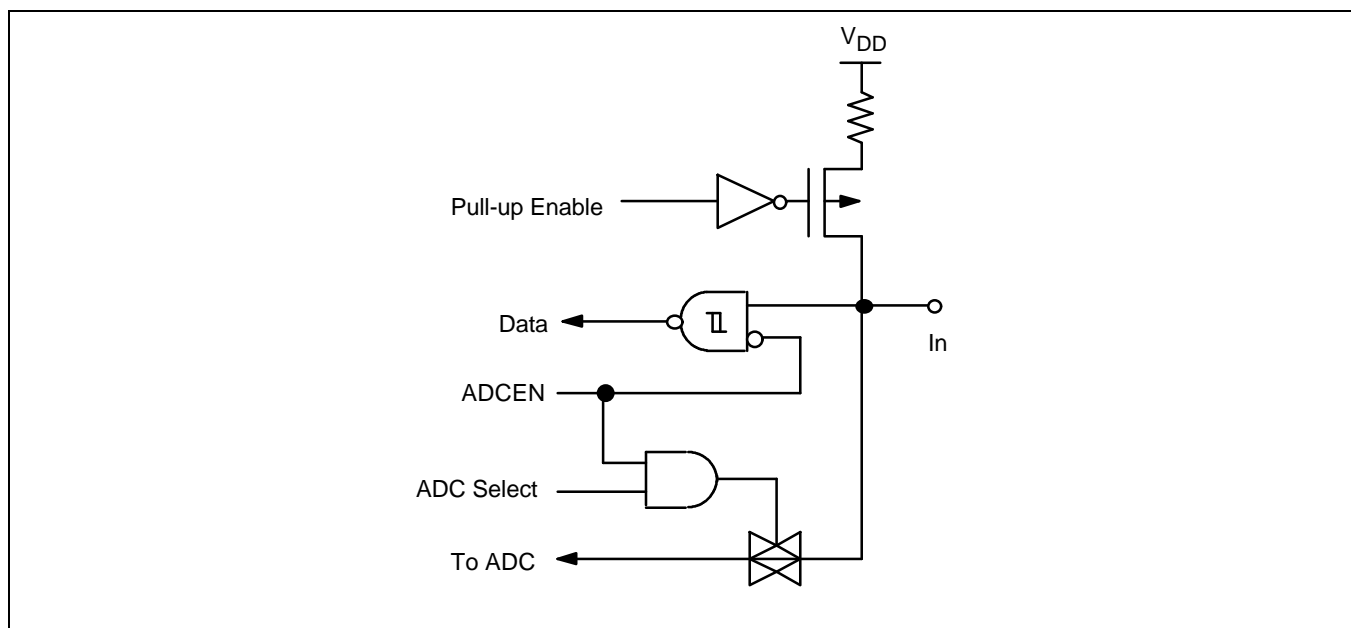 VDD
Pull-up Enable
Data
In
ADCEN
ADC Select
To ADC